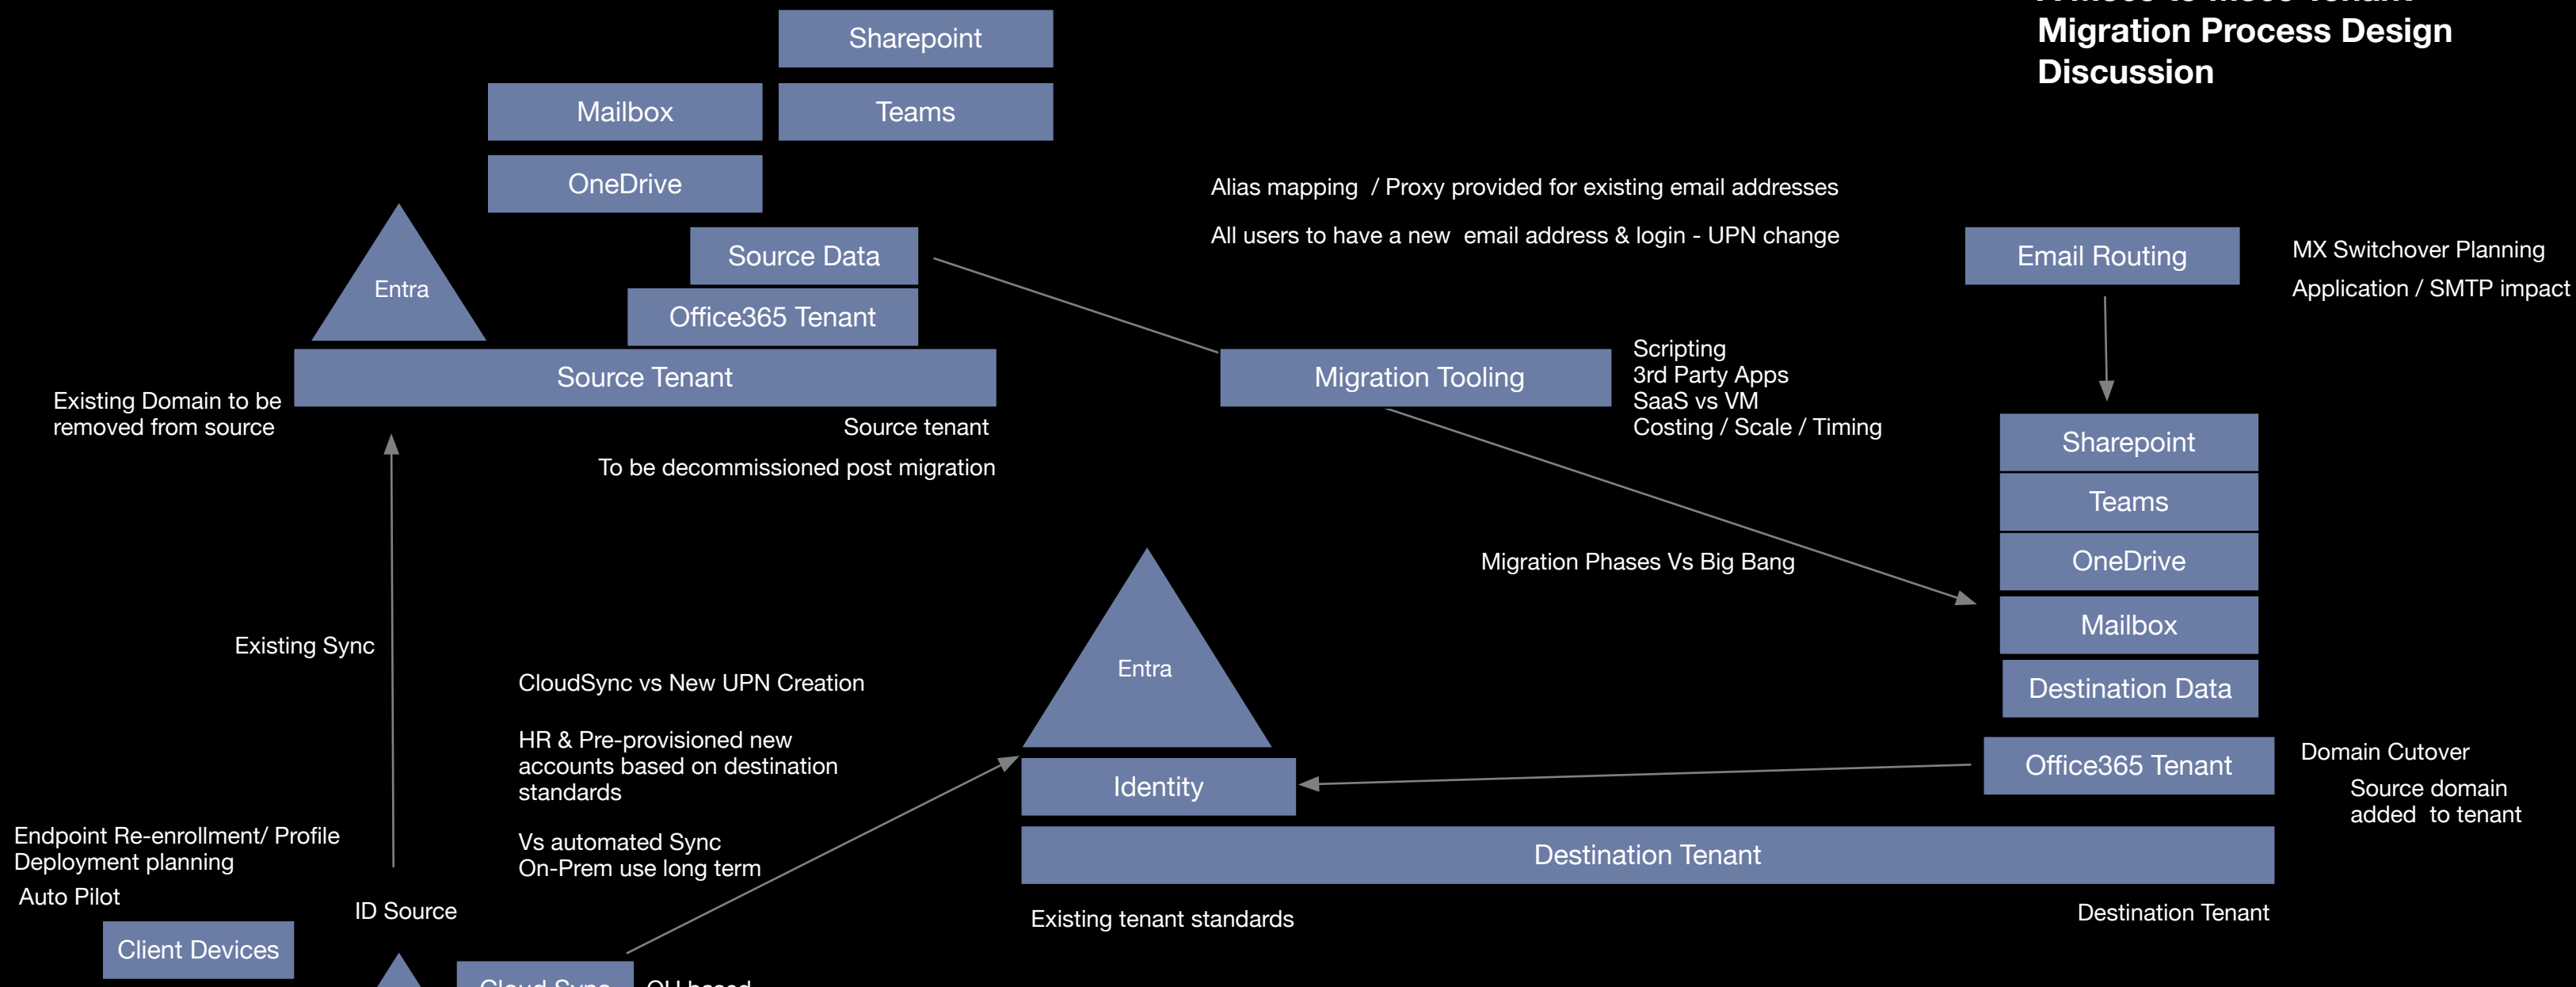 Migration Process Design
Discussion
Sharepoint
Mailbox
Teams
OneDrive
Alias mapping / Proxy provided for existing email addresses
All users to have a new email address & login - UPN change
Source Data
Entra
Office365 Tenant
Source Tenant
Existing Domain to be
removed from source
Source tenant
To be decommissioned post migration
Email Routing
MX Switchover Planning
Application / SMTP impact
Migration Tooling
Scripting
3rd Party Apps
SaaS vs VM
Costing / Scale / Timing
Sharepoint
Teams
OneDrive
Mailbox
Destination Data
Migration Phases Vs Big Bang
Existing Sync
CloudSync vs New UPN Creation
HR & Pre-provisioned new
accounts based on destination
standards
Vs automated Sync
On-Prem use long term
Entra
Identity
Office365 Tenant
Domain Cutover
Source domain
added to tenant
Destination Tenant
Existing tenant standards
Destination Tenant
Endpoint Re-enrollment/ Profile
Deployment planning
Auto Pilot
ID Source
Client Devices
Cloud Sync
OU based